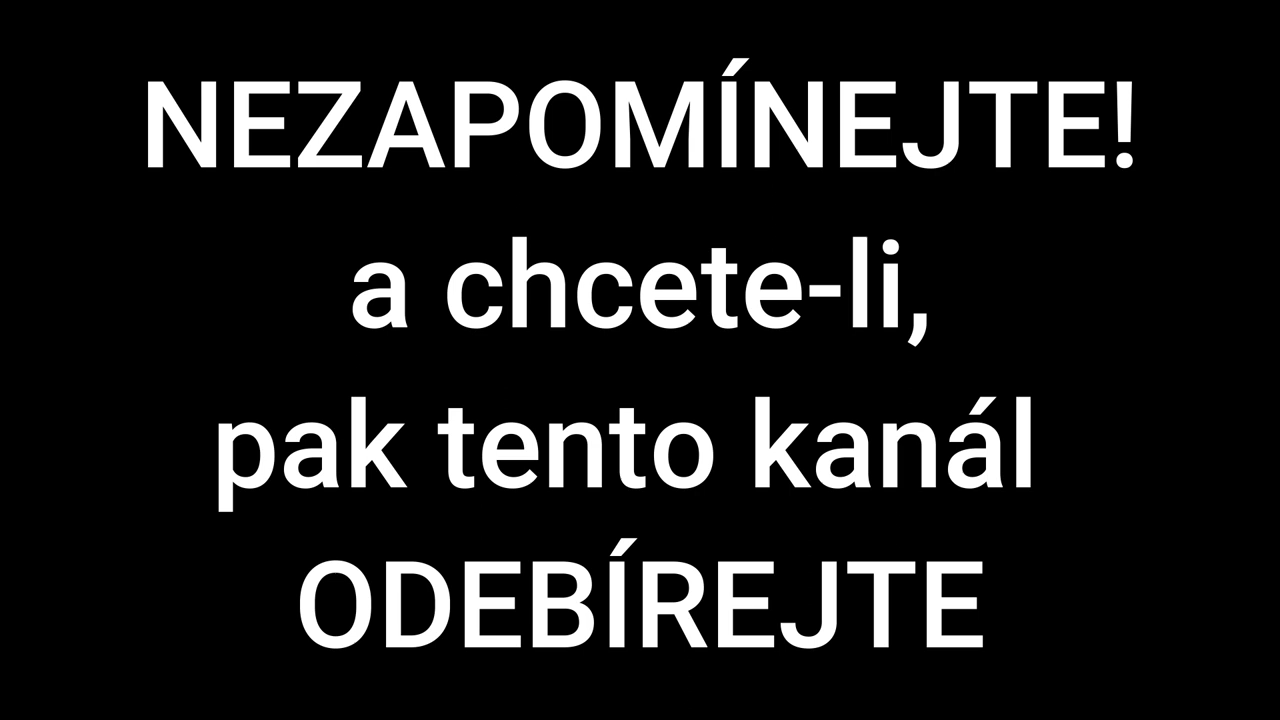 NEZAPOMÍNEJTE!
a chcete-li,
pak tento kanál
ODEBÍREJTE